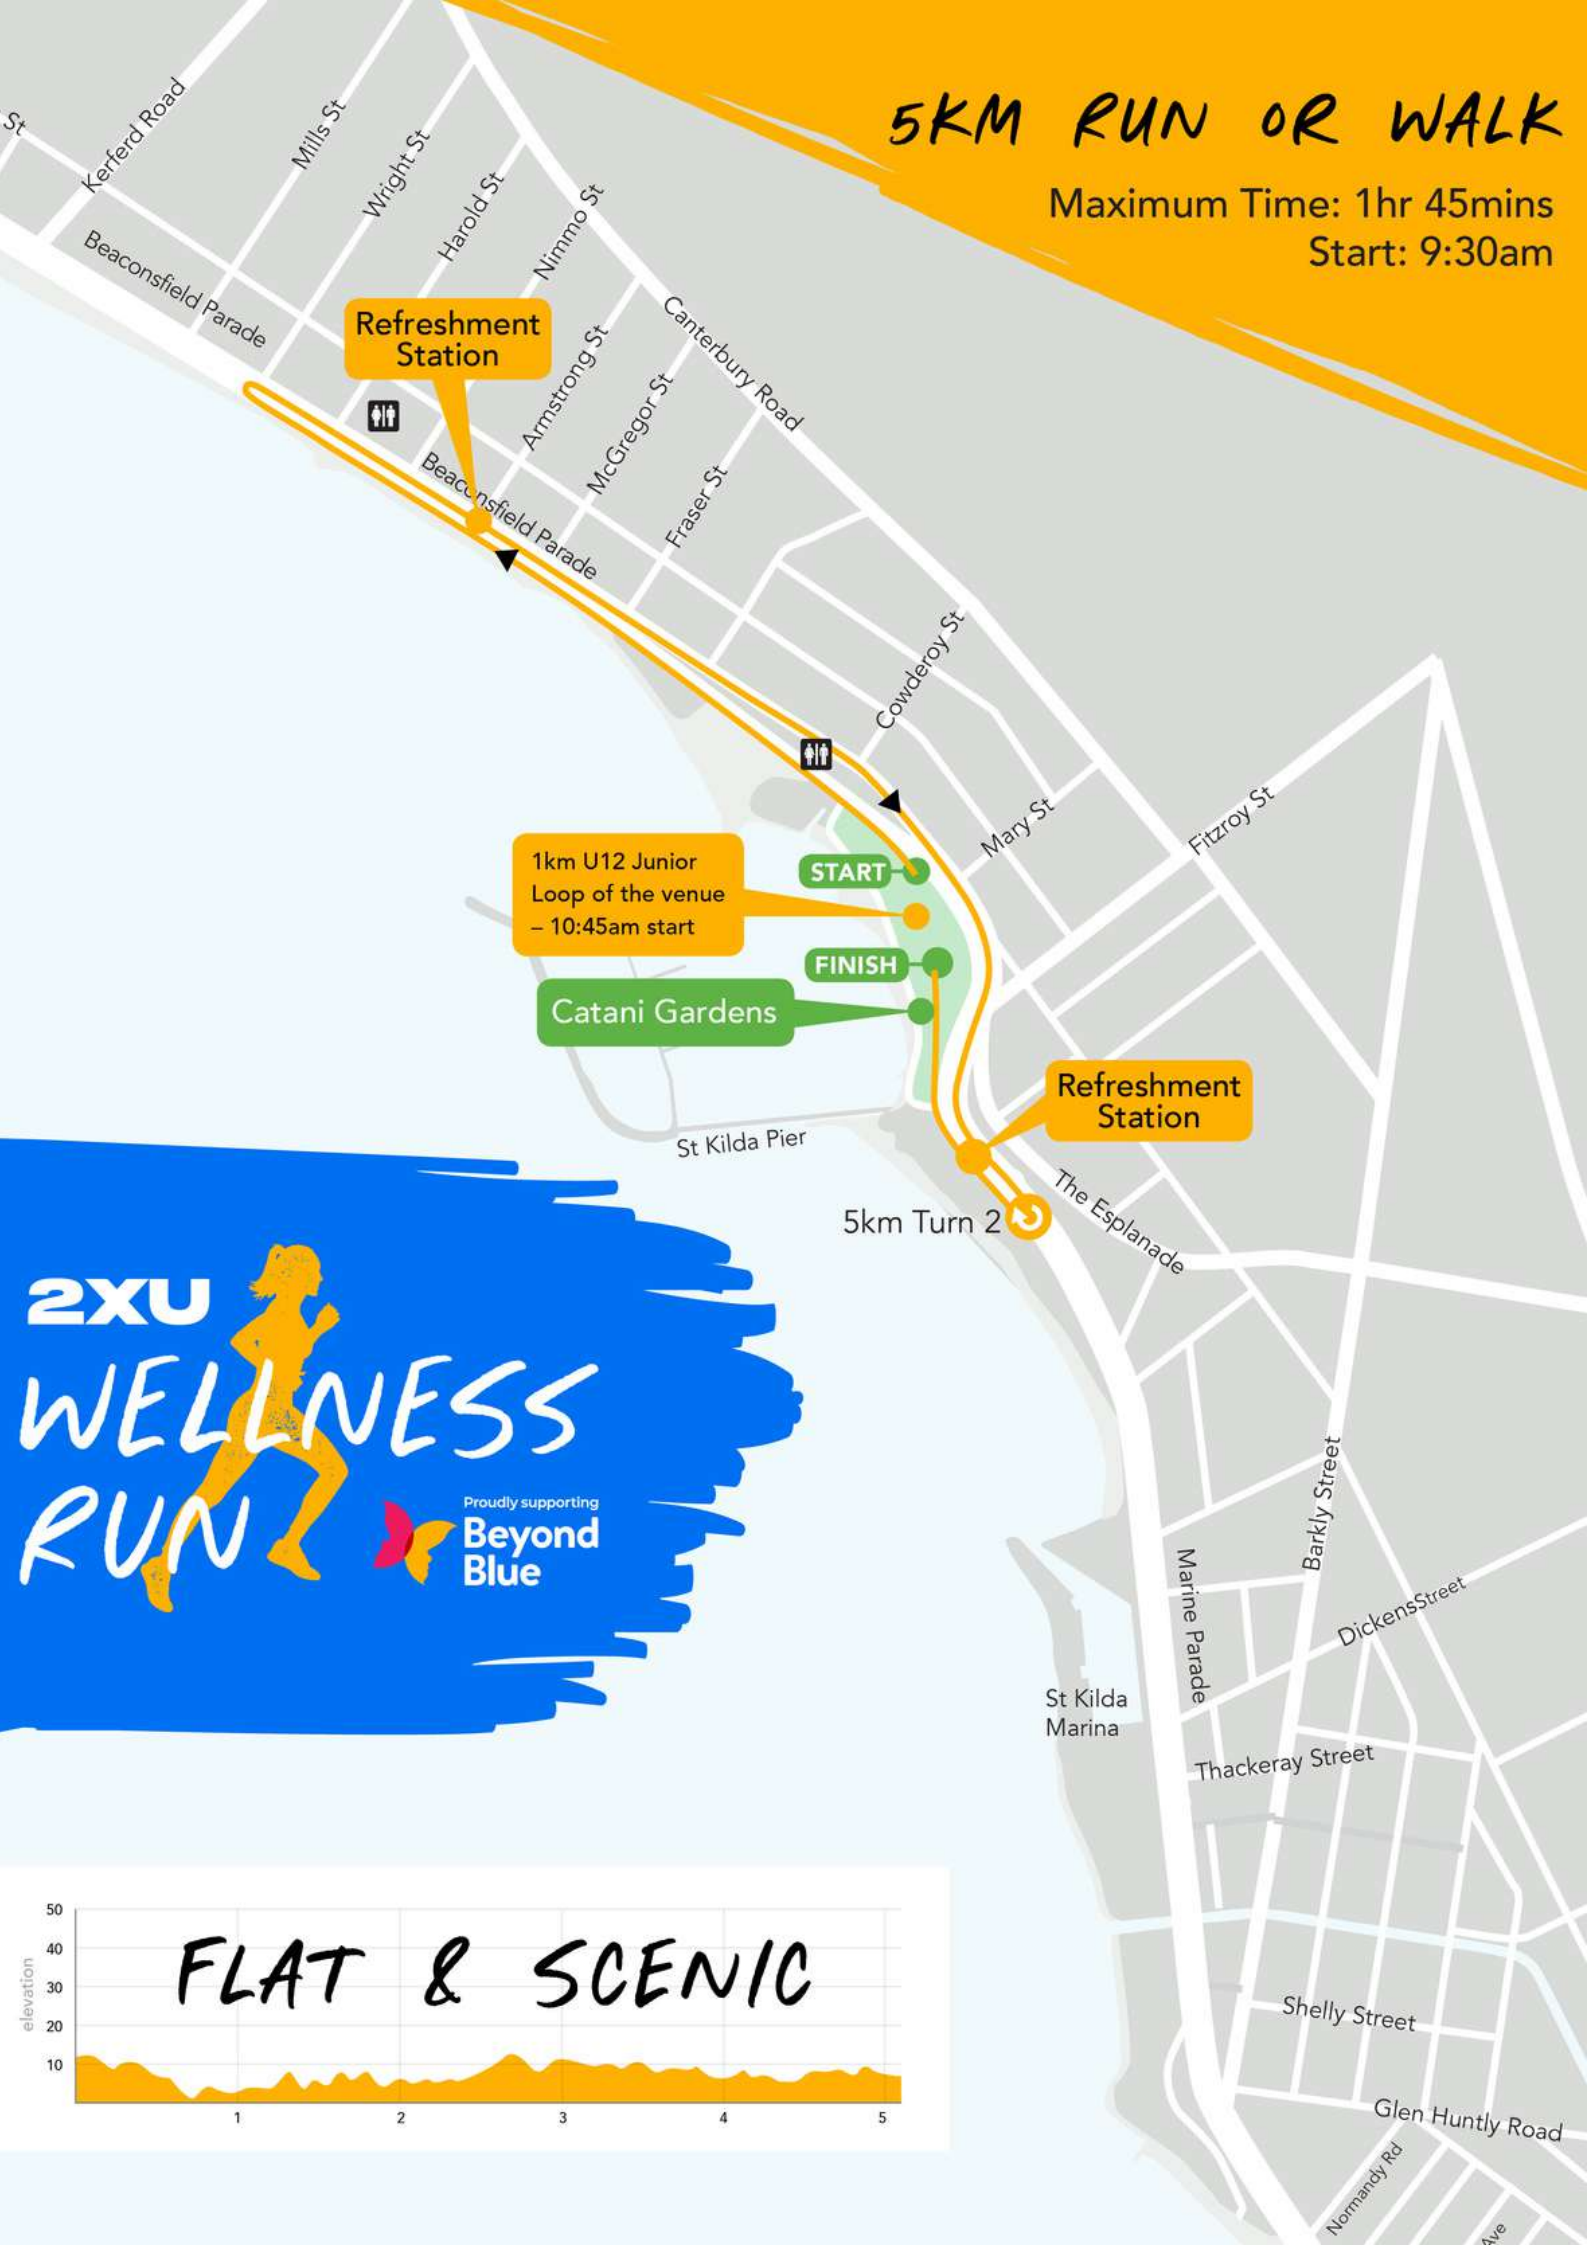 5KM RUN OR WALK
Maximum Time: 1hr 45mins
Start: 9:30am
St
Kerferd Road
Mills St
Wright St
Harold St
Nimmo St
Beaconsfield Parade
Refreshment
Station
Armstrong St
McGregor St
Fraser St
Canterbury Road
Beaconsfield Parade
Cowderoy St
Mary St
Fitzroy St
1km U12 Junior
Loop of the venue
– 10:45am start
START
FINISH
Catani Gardens
Refreshment
Station
St Kilda Pier
The Esplanade
5km Turn 2
2XU
WELLNESS
RUN
Proudly supporting
Beyond
Blue
Barkly Street
Marine Parade
DickensStreet
St Kilda
Marina
Thackeray Street
Shelly Street
Glen Huntly Road
Normandy Rd
Ave
FLAT & SCENIC
elevation
50
40
30
20
10
1
2
3
4
5